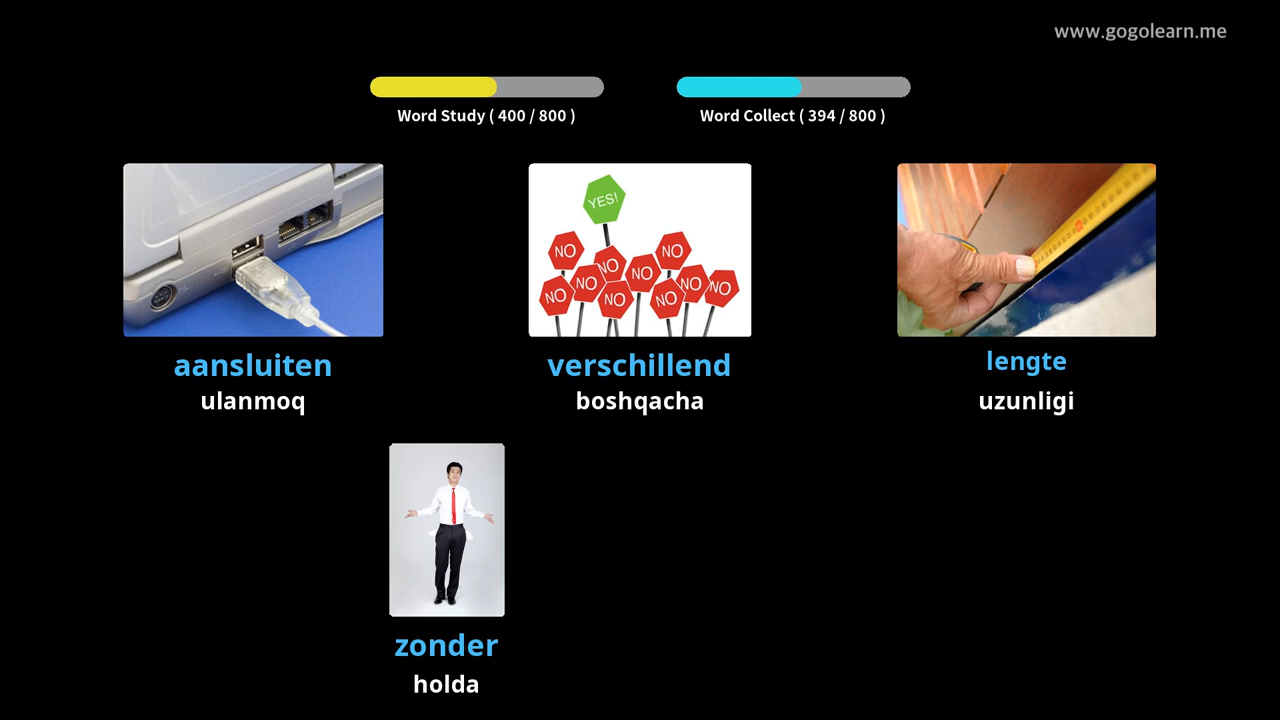 www.gogolearn.me
Word Study ( 400 / 800 )
Word Collect ( 394 / 800 )
YES!
NO
NO
NO
NO
NO
NO
NO
NO
NO
NO
aansluiten
verschillend
lengte
ulanmoq
boshqacha
uzunligi
zonder
holda